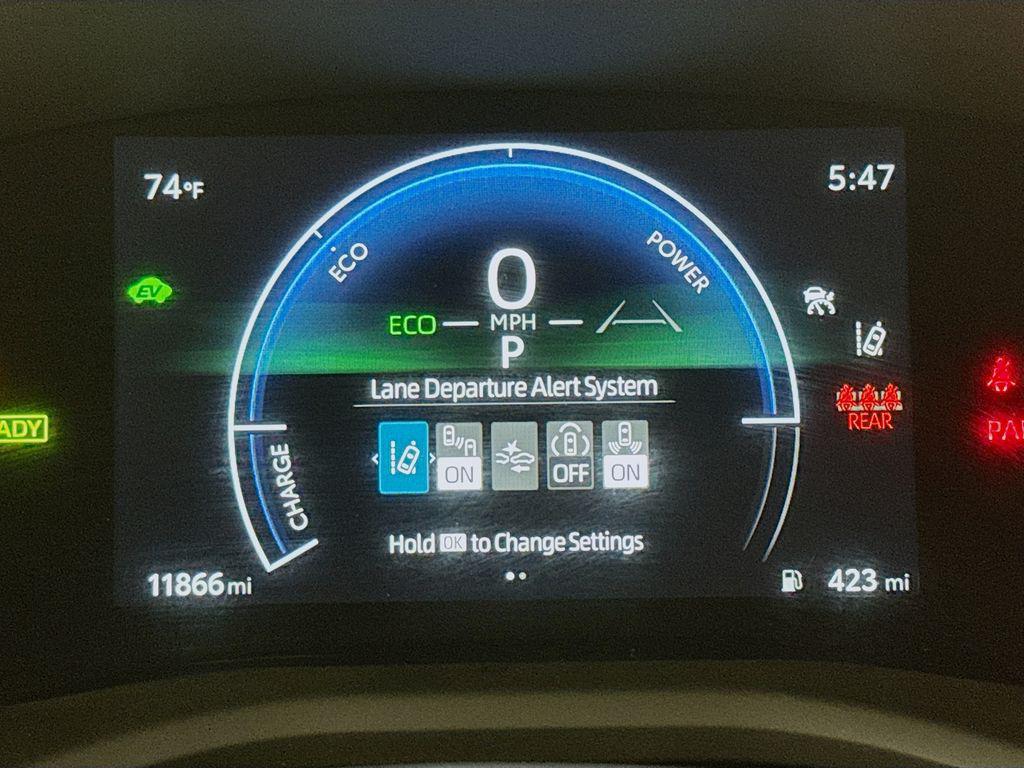 74°F
5:47
ECO
POWER
0
EV
ECO
MPH
P
Lane Departure Alert System
REAR
ADY
PA
CHARGE
ON
OFF
ON
Hold OK to Change Settings
11866 mi
423 mi